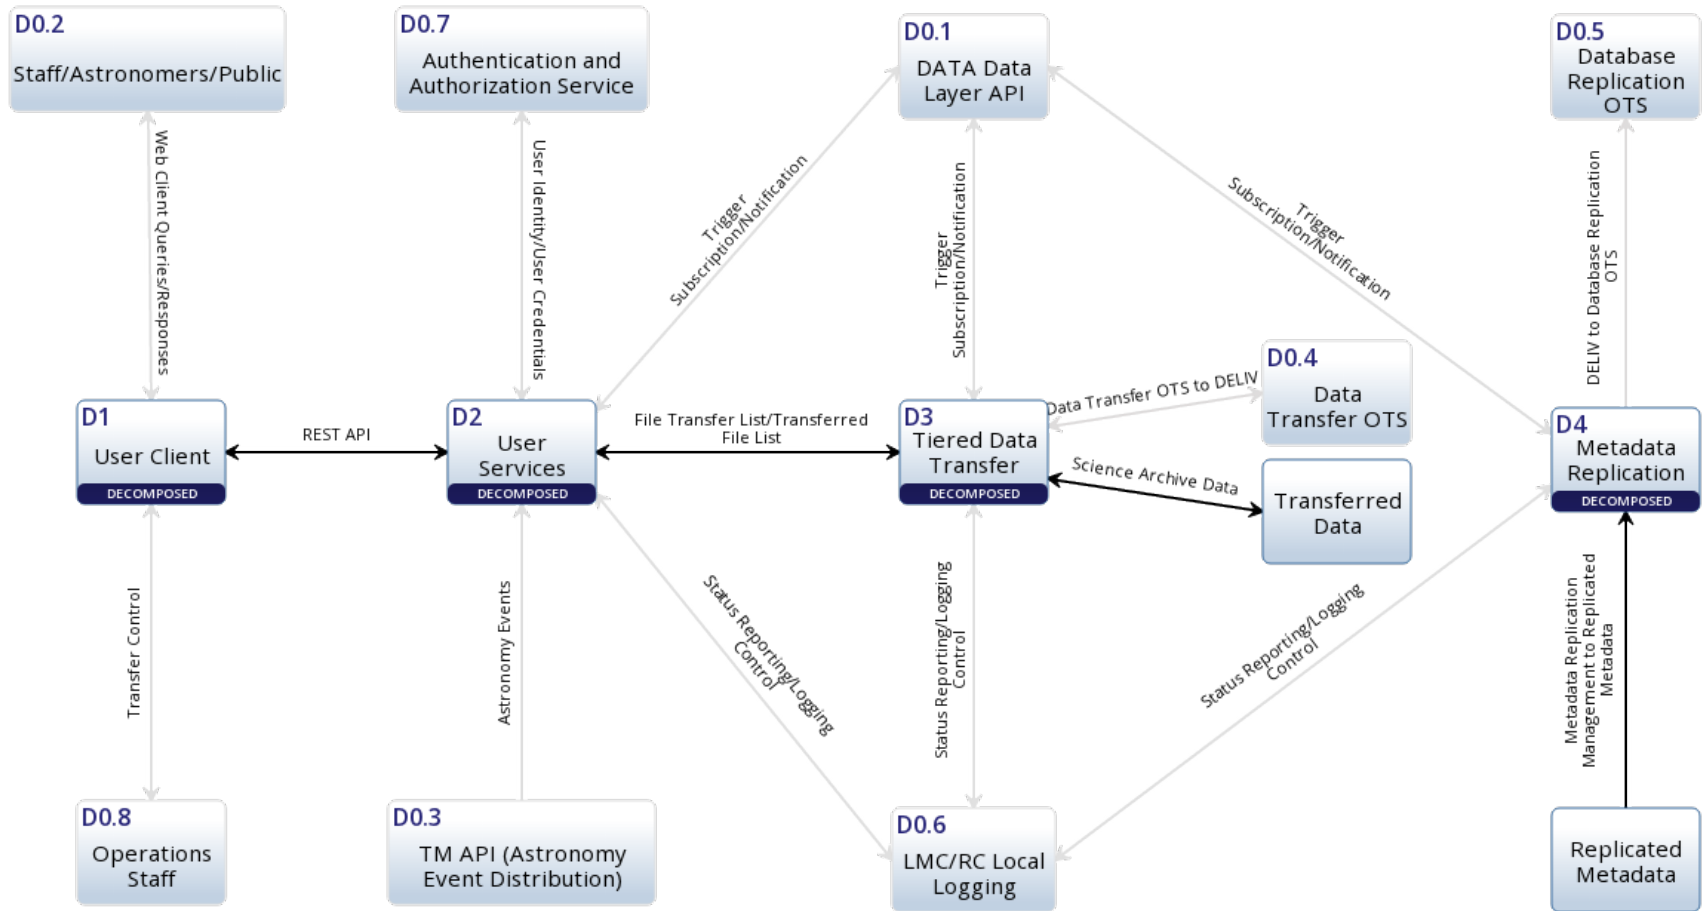 D0.2
Staff/Astronomers/Public
D0.7
Authentication and
Authorization Service
D0.1
DATA Data
Layer API
D0.5
Database
Replication
OTS
Web Client Queries/Responses
User Identity/User Credentials
Trigger
Subscription/Notification
Trigger
Subscription/Notification
Trigger
Subscription/Notification
DELIV to Database Replication
OTS
D0.4
Data
Transfer OTS
Data Transfer OTS to DELIV
D1
User Client
DECOMPOSED
REST API
D2
User
Services
DECOMPOSED
File Transfer List/Transferred
File List
D3
Tiered Data
Transfer
DECOMPOSED
Science Archive Data
Transferred
Data
D4
Metadata
Replication
DECOMPOSED
Transfer Control
Astronomy Events
Status Reporting/Logging
Control
Status Reporting/Logging
Control
Status Reporting/Logging
Control
Metadata Replication
Management to Replicated
Metadata
D0.8
Operations
Staff
D0.3
TM API (Astronomy
Event Distribution)
D0.6
LMC/RC Local
Logging
Replicated
Metadata